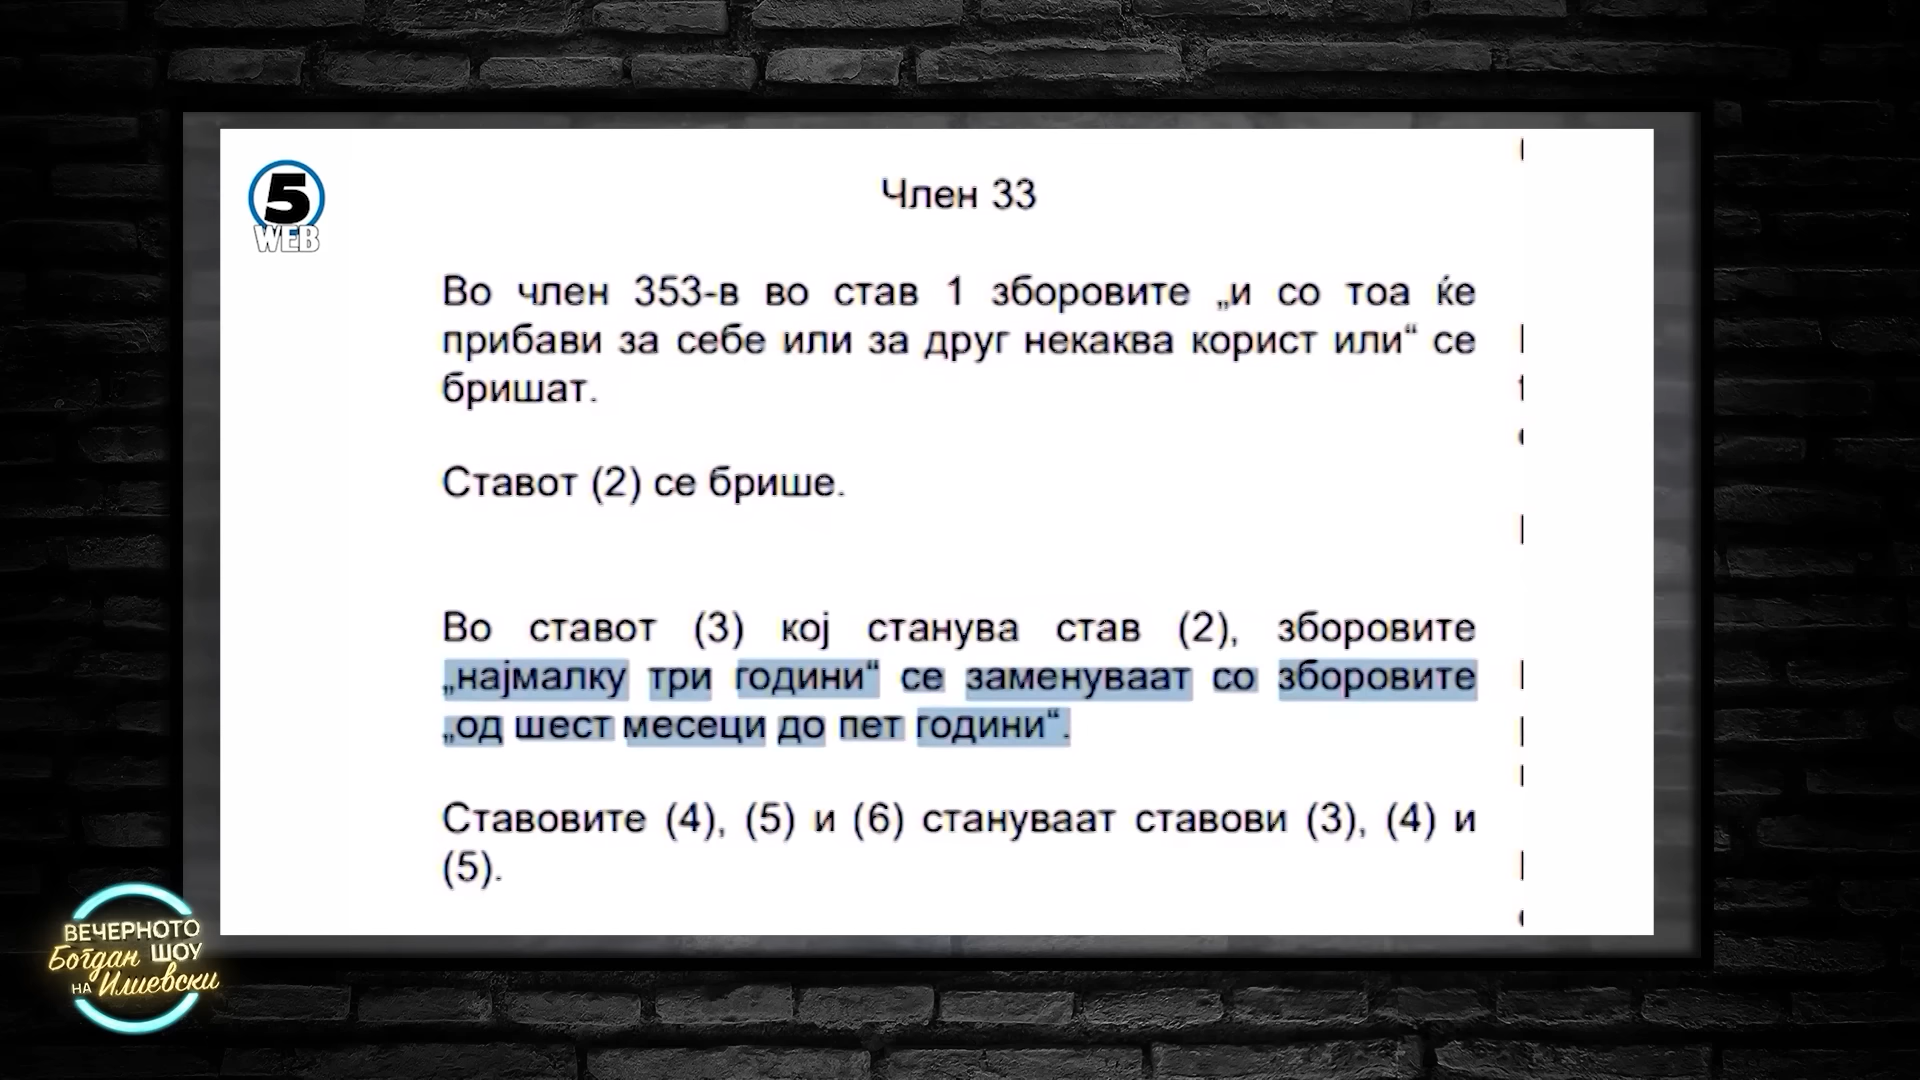 5
WEB
Член 33
Во член 353-в во став 1 зборовите „и со тоа ќе
прибави за себе или за друг некаква корист или“ се
бришат.
Ставот (2) се брише.
Во ставот (3) кој станува став (2), зборовите
„најмалку три години“ се заменуваат со зборовите
„од шест месеци до пет години“.
Ставовите (4), (5) и (6) стануваат ставови (3), (4) и
(5).
ВЕЧЕРНОТО
Богдан ШОУ
НА Илиевски